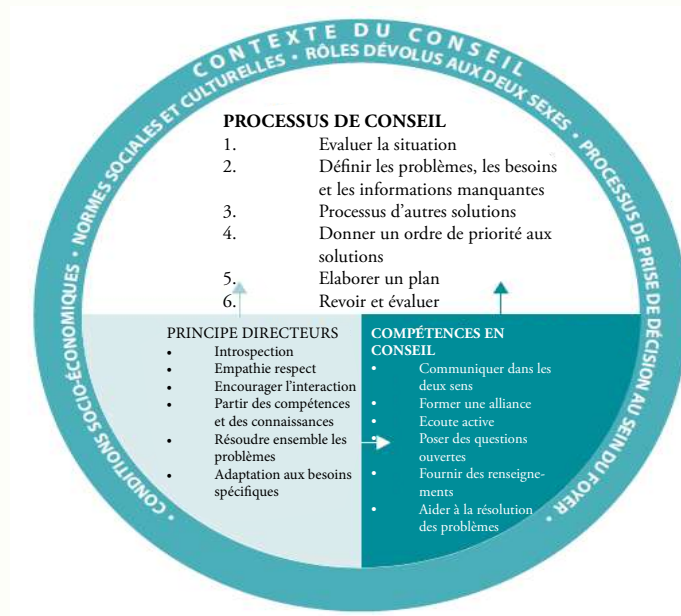 CONTEXTE DU CONSEIL
• CONDITIONS SOCIO-ÉCONOMIQUES • NORMES SOCIALES ET CULTURELLES • RÔLES DÉVOLUS AUX DEUX SEXES • PROCESSUS DE PRISE DE DÉCISION AU SEIN DU FOYER •
PROCESSUS DE CONSEIL
1. Evaluer la situation
2. Définir les problèmes, les besoins
et les informations manquantes
3. Processus d'autres solutions
4. Donner un ordre de priorité aux
solutions
5. Elaborer un plan
6. Revoir et évaluer
PRINCIPE DIRECTEURS
• Introspection
• Empathie respect
• Encourager l'interaction
• Partir des compétences
et des connaissances
• Résoudre ensemble les
problèmes
• Adaptation aux besoins
spécifiques
COMPÉTENCES EN
CONSEIL
• Communiquer dans les
deux sens
• Former une alliance
• Ecoute active
• Poser des questions
ouvertes
• Fournir des renseigne-
ments
• Aider à la résolution
des problèmes